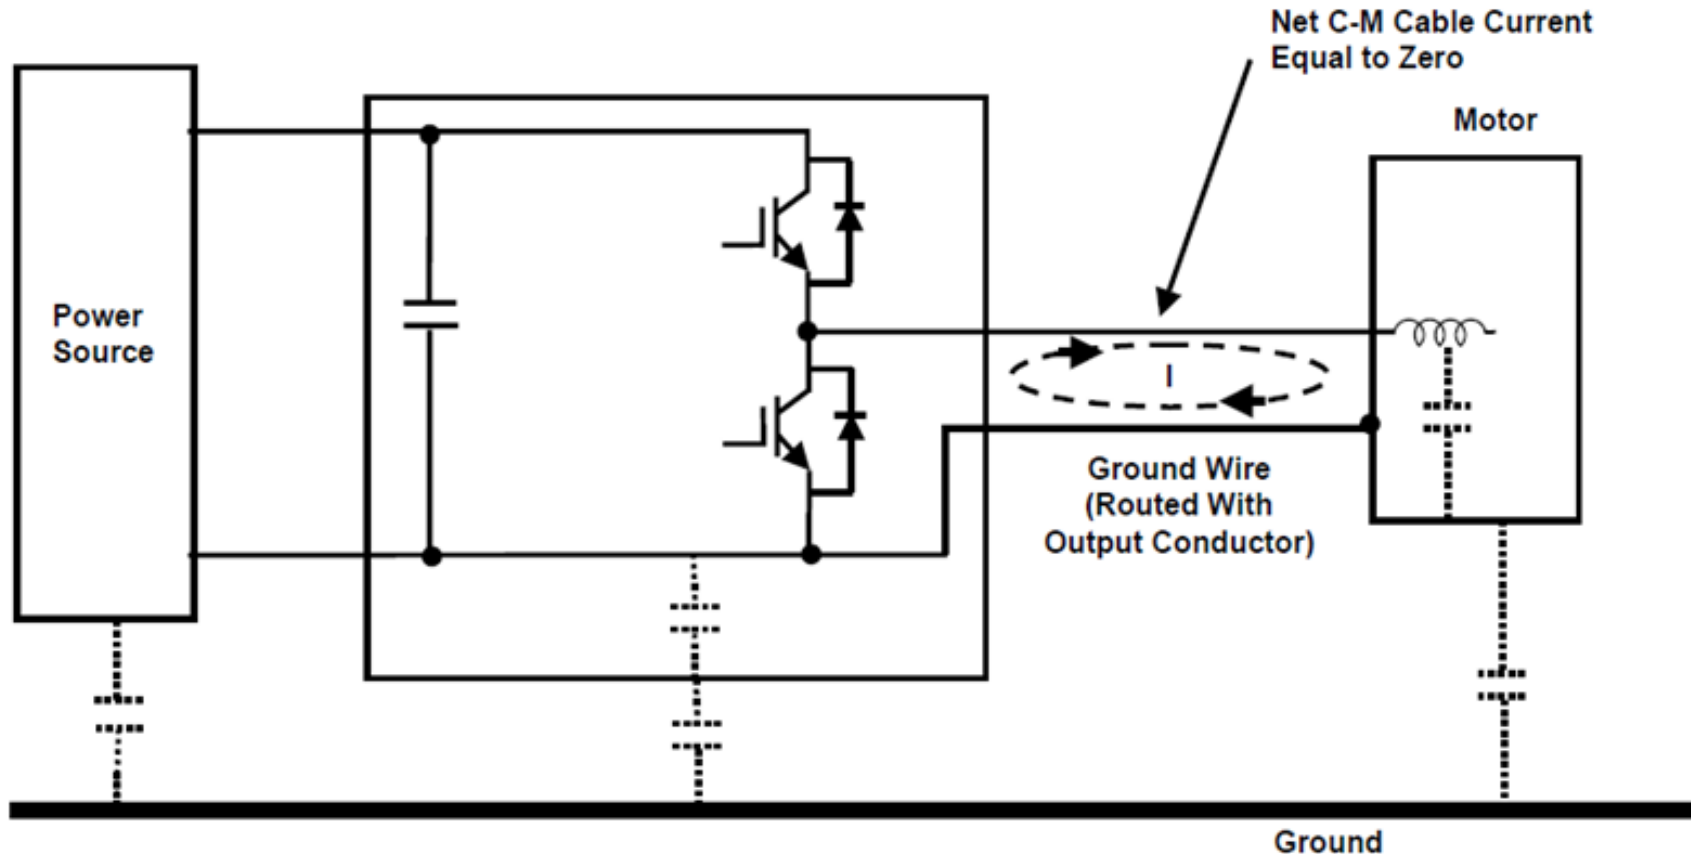 Net C-M Cable Current
Equal to Zero
Motor
Power
Source
I
Ground Wire
(Routed With
Output Conductor)
Ground